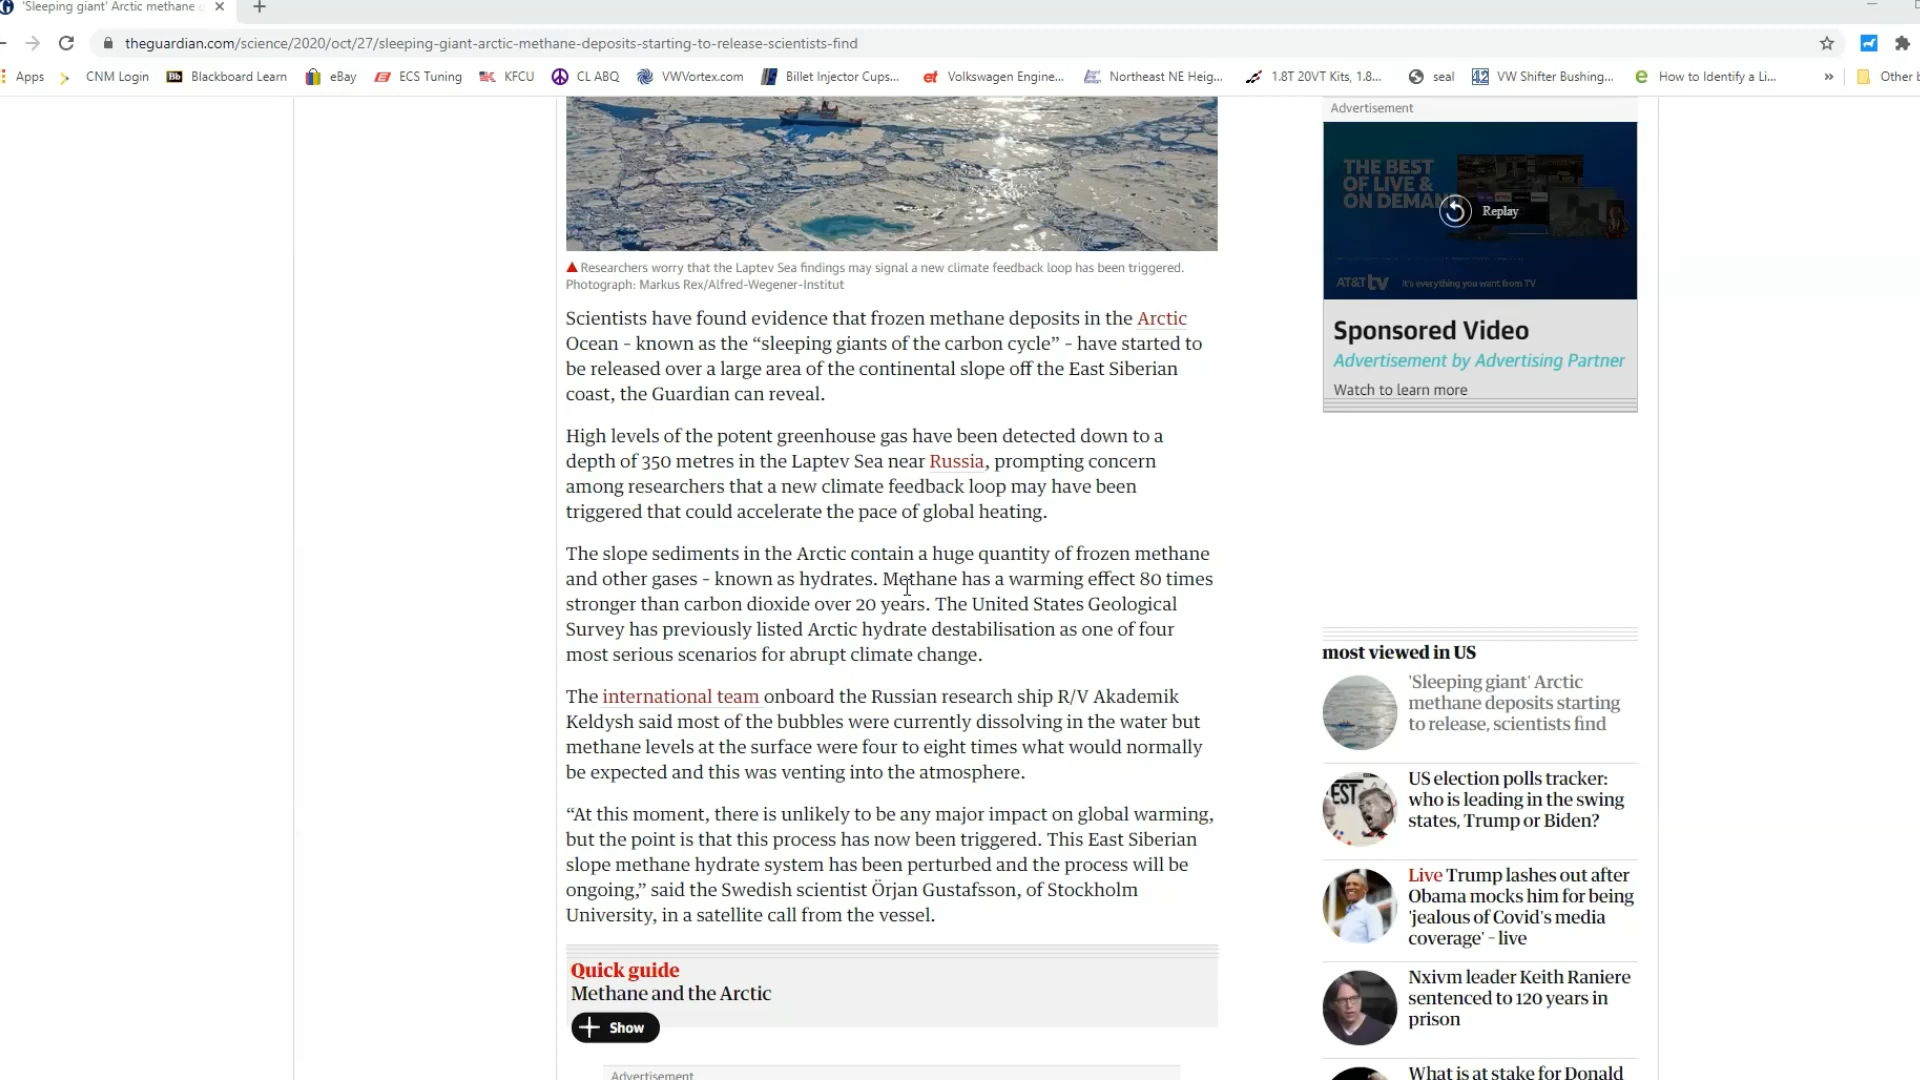 'Sleeping giant' Arctic methane
theguardian.com/science/2020/oct/27/sleeping-giant-arctic-methane-deposits-starting-to-release-scientists-find
Apps CNM Login Bb Blackboard Learn eBay ECS Tuning KFCU CL ABQ VWVortex.com Billet Injector Cups... et Volkswagen Engine... Northeast NE Heig... 1.8T 20VT Kits, 1.8... seal 42 VW Shifter Bushing... e How to Identify a Li... » Other b
Advertisement
THE BEST
OF LIVE &
ON DEMAN
Replay
AT&T tv It's everything you want from TV
Sponsored Video
Advertisement by Advertising Partner
Watch to learn more
Researchers worry that the Laptev Sea findings may signal a new climate feedback loop has been triggered.
Photograph: Markus Rex/Alfred-Wegener-Institut
Scientists have found evidence that frozen methane deposits in the Arctic
Ocean – known as the “sleeping giants of the carbon cycle” – have started to
be released over a large area of the continental slope off the East Siberian
coast, the Guardian can reveal.
High levels of the potent greenhouse gas have been detected down to a
depth of 350 metres in the Laptev Sea near Russia, prompting concern
among researchers that a new climate feedback loop may have been
triggered that could accelerate the pace of global heating.
The slope sediments in the Arctic contain a huge quantity of frozen methane
and other gases – known as hydrates. Methane has a warming effect 80 times
stronger than carbon dioxide over 20 years. The United States Geological
Survey has previously listed Arctic hydrate destabilisation as one of four
most serious scenarios for abrupt climate change.
The international team onboard the Russian research ship R/V Akademik
Keldysh said most of the bubbles were currently dissolving in the water but
methane levels at the surface were four to eight times what would normally
be expected and this was venting into the atmosphere.
“At this moment, there is unlikely to be any major impact on global warming,
but the point is that this process has now been triggered. This East Siberian
slope methane hydrate system has been perturbed and the process will be
ongoing,” said the Swedish scientist Örjan Gustafsson, of Stockholm
University, in a satellite call from the vessel.
Quick guide
Methane and the Arctic
Show
Advertisement
most viewed in US
'Sleeping giant' Arctic
methane deposits starting
to release, scientists find
EST
US election polls tracker:
who is leading in the swing
states, Trump or Biden?
Live Trump lashes out after
Obama mocks him for being
'jealous of Covid's media
coverage' – live
Nxivm leader Keith Raniere
sentenced to 120 years in
prison
What is at stake for Donald